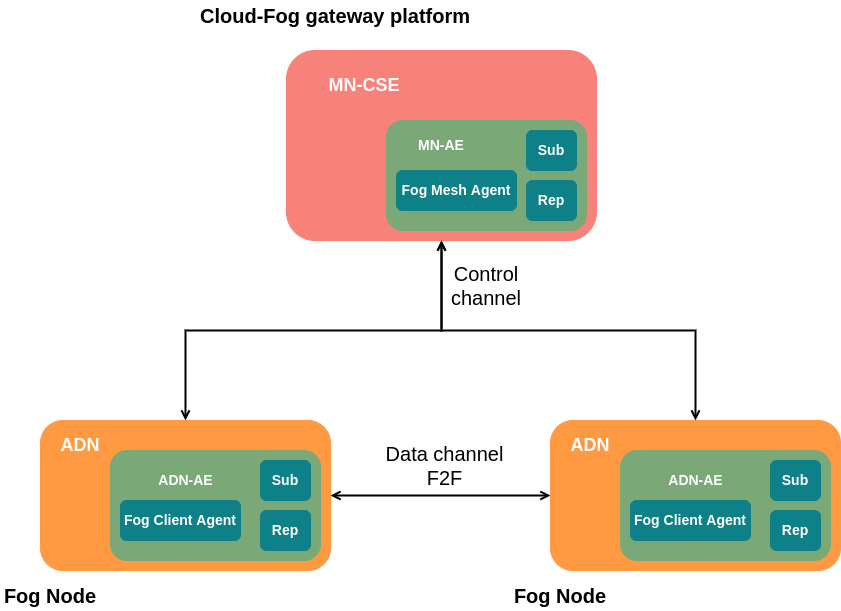 Cloud-Fog gateway platform
MN-CSE
MN-AE
Sub
Fog Mesh Agent
Rep
Control
channel
ADN
ADN-AE
Sub
Fog Client Agent
Rep
Data channel
F2F
ADN
ADN-AE
Sub
Fog Client Agent
Rep
Fog Node
Fog Node